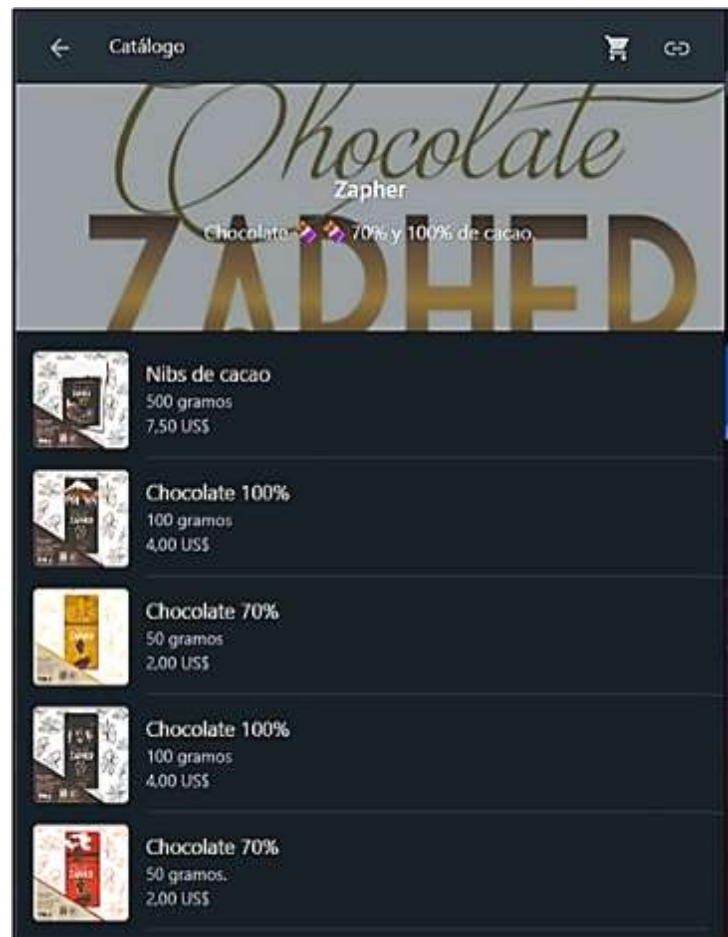 Catálogo
Chocolate
Zapher
Chocolate 🍫 🍫 70% y 100% de cacao.
ZAPHER
Nibs de cacao
500 gramos
7,50 US$
Chocolate 100%
100 gramos
4,00 US$
Chocolate 70%
50 gramos
2,00 US$
Chocolate 100%
100 gramos
4,00 US$
Chocolate 70%
50 gramos.
2,00 US$